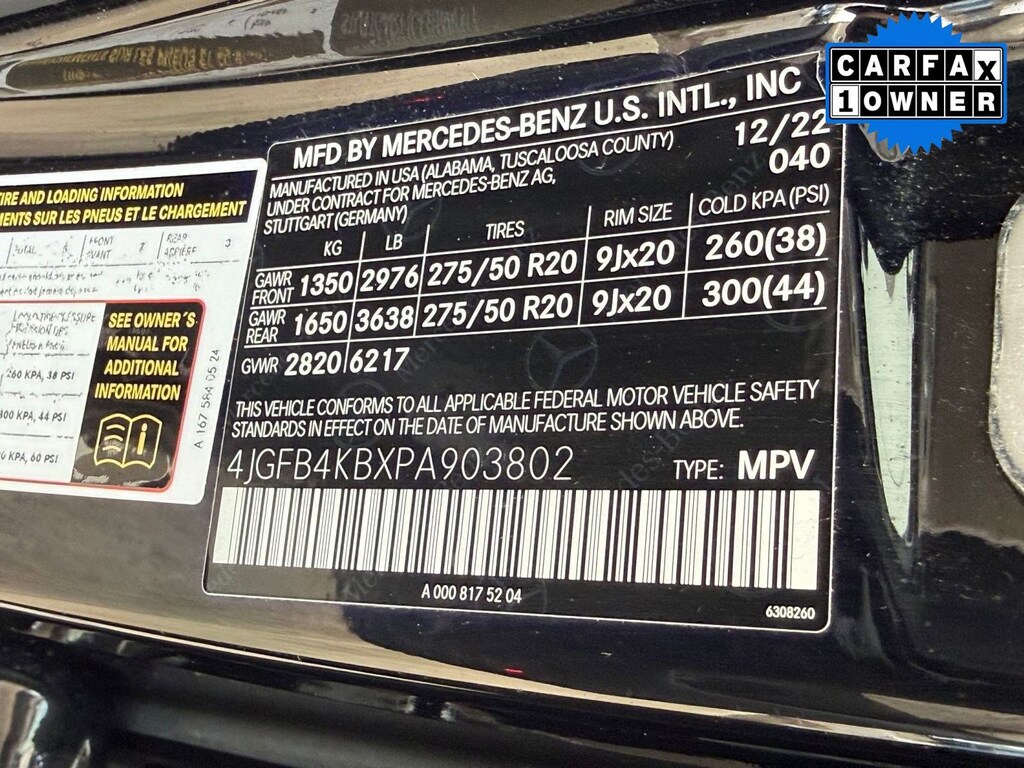 CARFAX
1 OWNER
MFD BY MERCEDES-BENZ U.S. INTL., INC
MANUFACTURED IN USA (ALABAMA, TUSCALOOSA COUNTY) 12/22
UNDER CONTRACT FOR MERCEDES-BENZ AG, 040
STUTTGART (GERMANY)
KG LB TIRES RIM SIZE COLD KPA (PSI)
GAWR FRONT 1350 2976 275/50 R20 9Jx20 260(38)
GAWR REAR 1650 3638 275/50 R20 9Jx20 300(44)
GVWR 2820 6217
THIS VEHICLE CONFORMS TO ALL APPLICABLE FEDERAL MOTOR VEHICLE SAFETY
STANDARDS IN EFFECT ON THE DATE OF MANUFACTURE SHOWN ABOVE.
4JGFB4KBXPA903802 TYPE: MPV
A 000 817 52 04
6308260
TIRE AND LOADING INFORMATION
SUR LES PNEUS ET LE CHARGEMENT
SEE OWNER'S
MANUAL FOR
ADDITIONAL
INFORMATION
260 KPA, 38 PSI
300 KPA, 44 PSI
KPA, 60 PSI
A 167 584 05 24